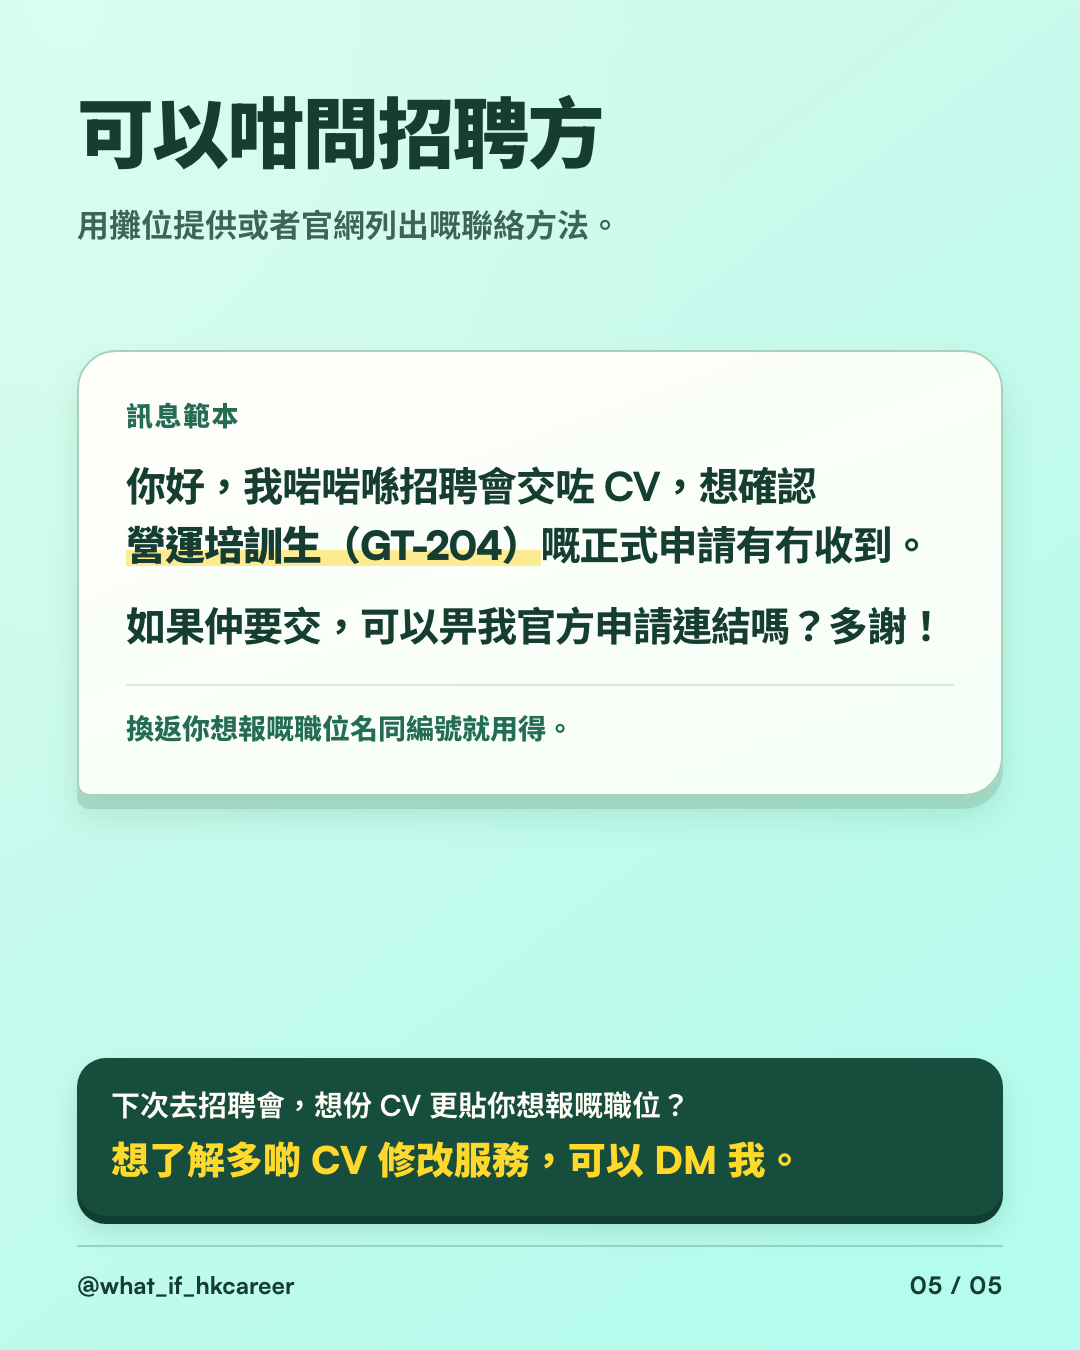 可以咁問招聘方
用攤位提供或者官網列出嘅聯絡方法。
訊息範本
你好，我啱啱喺招聘會交咗 CV，想確認
營運培訓生（GT-204）嘅正式申請有冇收到。
如果仲要交，可以畀我官方申請連結嗎？多謝！
換返你想報嘅職位名同編號就用得。
下次去招聘會，想份 CV 更貼你想報嘅職位？
想了解多啲 CV 修改服務，可以 DM 我。
@what_if_hkcareer
05 / 05